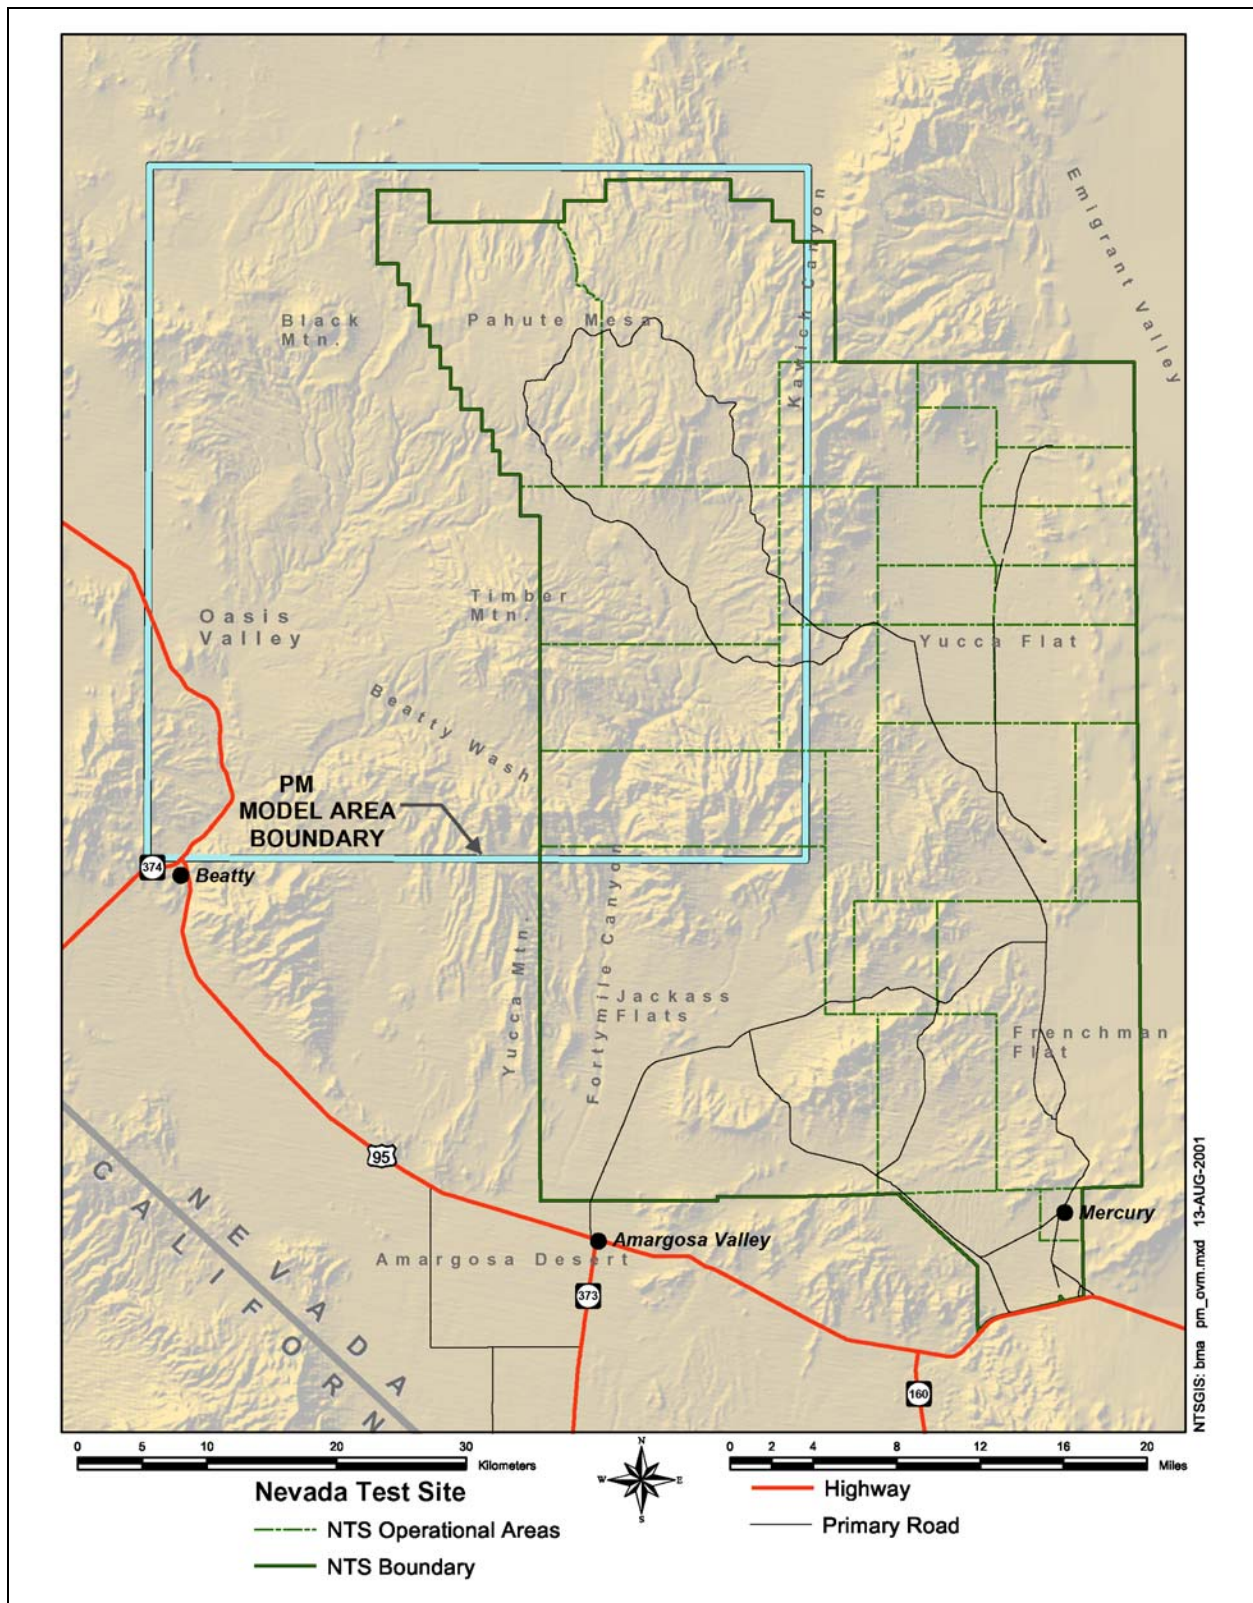 Emigrant Valley
Kawich Canyon
Black
Mtn.
Pahute Mesa
Timber
Mtn.
Oasis
Valley
Yucca Flat
Beatty Wash
PM
MODEL AREA
BOUNDARY
374
Beatty
Yucca Mtn.
Fortymile Canyon
Jackass
Flats
Frenchman
Flat
95
NEVADA
CALIFORN
Mercury
Amargosa Valley
Amargosa Desert
373
160
NTSGIS: bma pm_ovm.mxd 13-AUG-2001
0 5 10 20 30
Kilometers
N
W E
S
0 2 4 8 12 16 20
Miles
Nevada Test Site
NTS Operational Areas
NTS Boundary
Highway
Primary Road